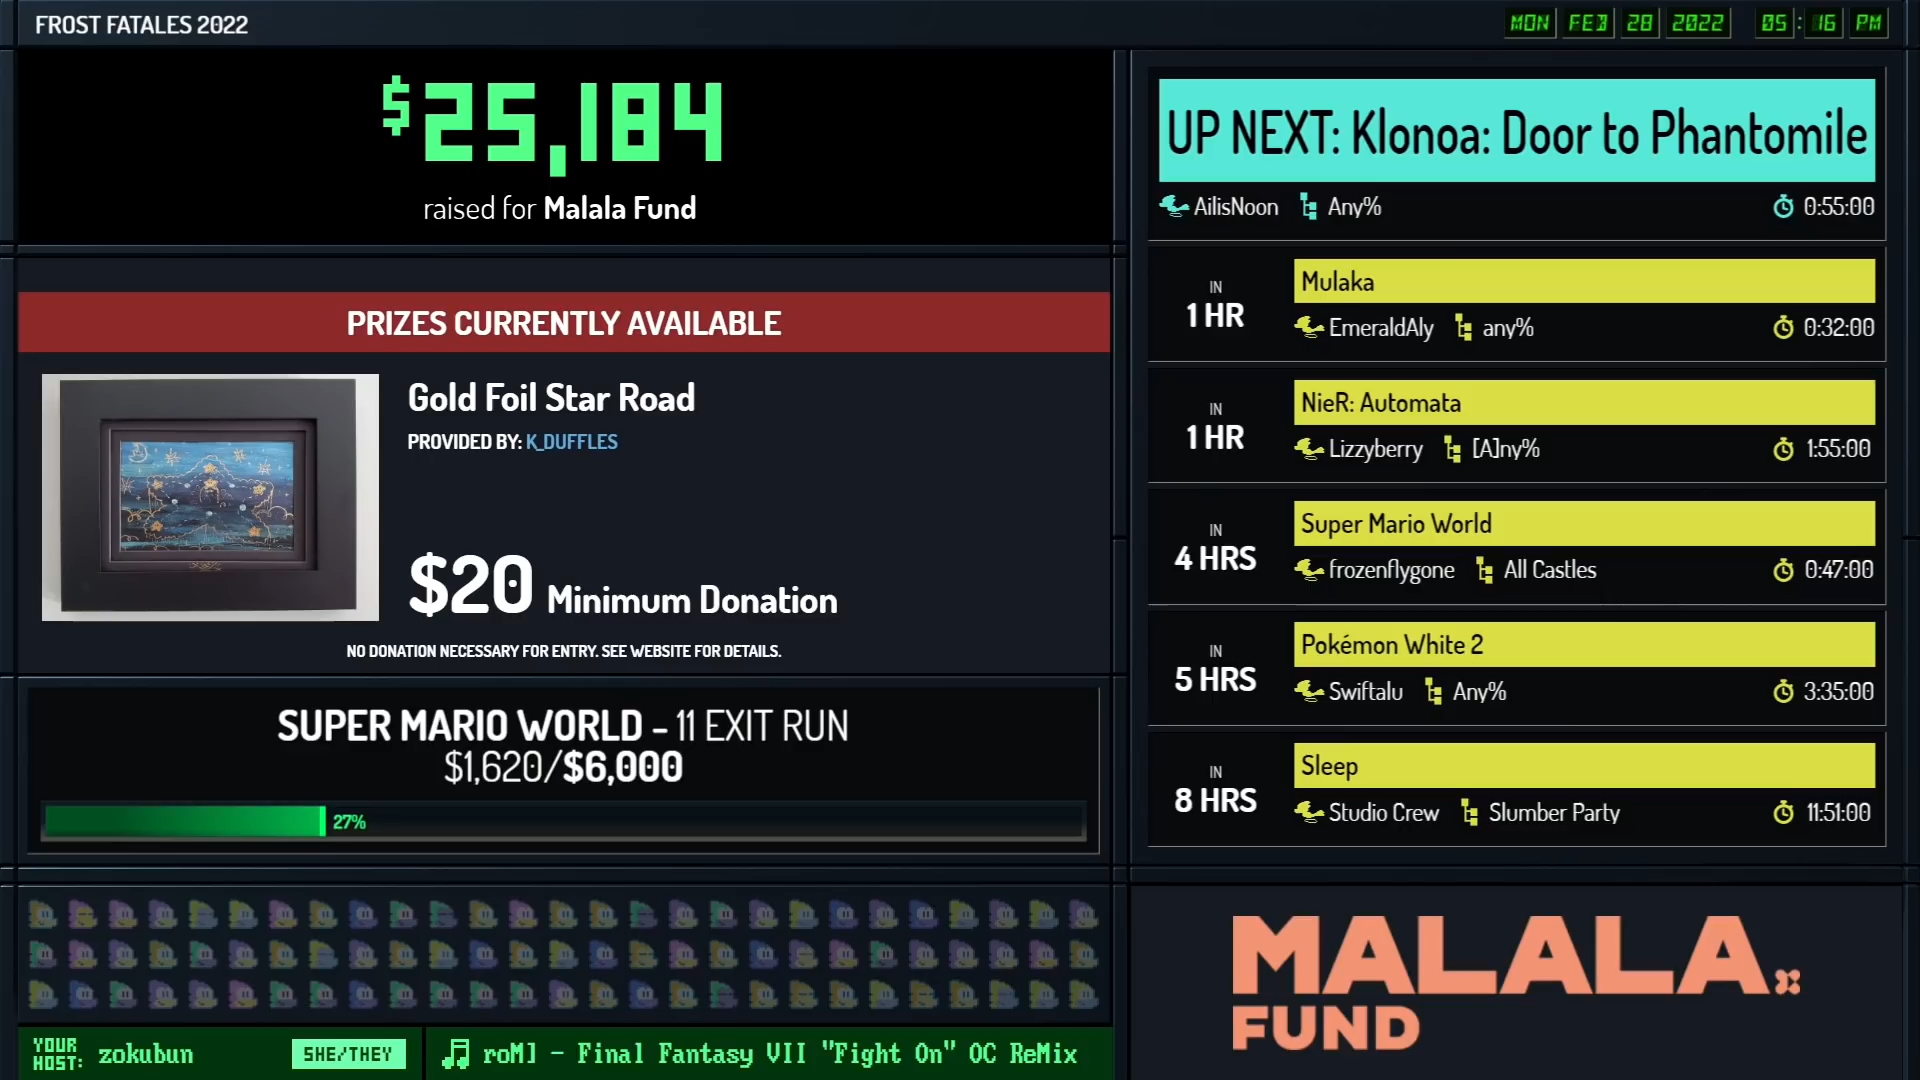 FROST FATALES 2022
MON FEB 28 2022 05:16 PM
$25,184
raised for Malala Fund
PRIZES CURRENTLY AVAILABLE
Gold Foil Star Road
PROVIDED BY: K_DUFFLES
$20 Minimum Donation
NO DONATION NECESSARY FOR ENTRY. SEE WEBSITE FOR DETAILS.
SUPER MARIO WORLD - 11 EXIT RUN
$1,620/$6,000
27%
YOUR HOST: zokubun SHE/THEY
roM] - Final Fantasy VII "Fight On" OC ReMix
UP NEXT: Klonoa: Door to Phantomile
AilisNoon Any% 0:55:00
IN 1 HR
Mulaka
EmeraldAly any% 0:32:00
IN 1 HR
NieR: Automata
Lizzyberry [A]ny% 1:55:00
IN 4 HRS
Super Mario World
frozenflygone All Castles 0:47:00
IN 5 HRS
Pokémon White 2
Swiftalu Any% 3:35:00
IN 8 HRS
Sleep
Studio Crew Slumber Party 11:51:00
MALALA
FUND